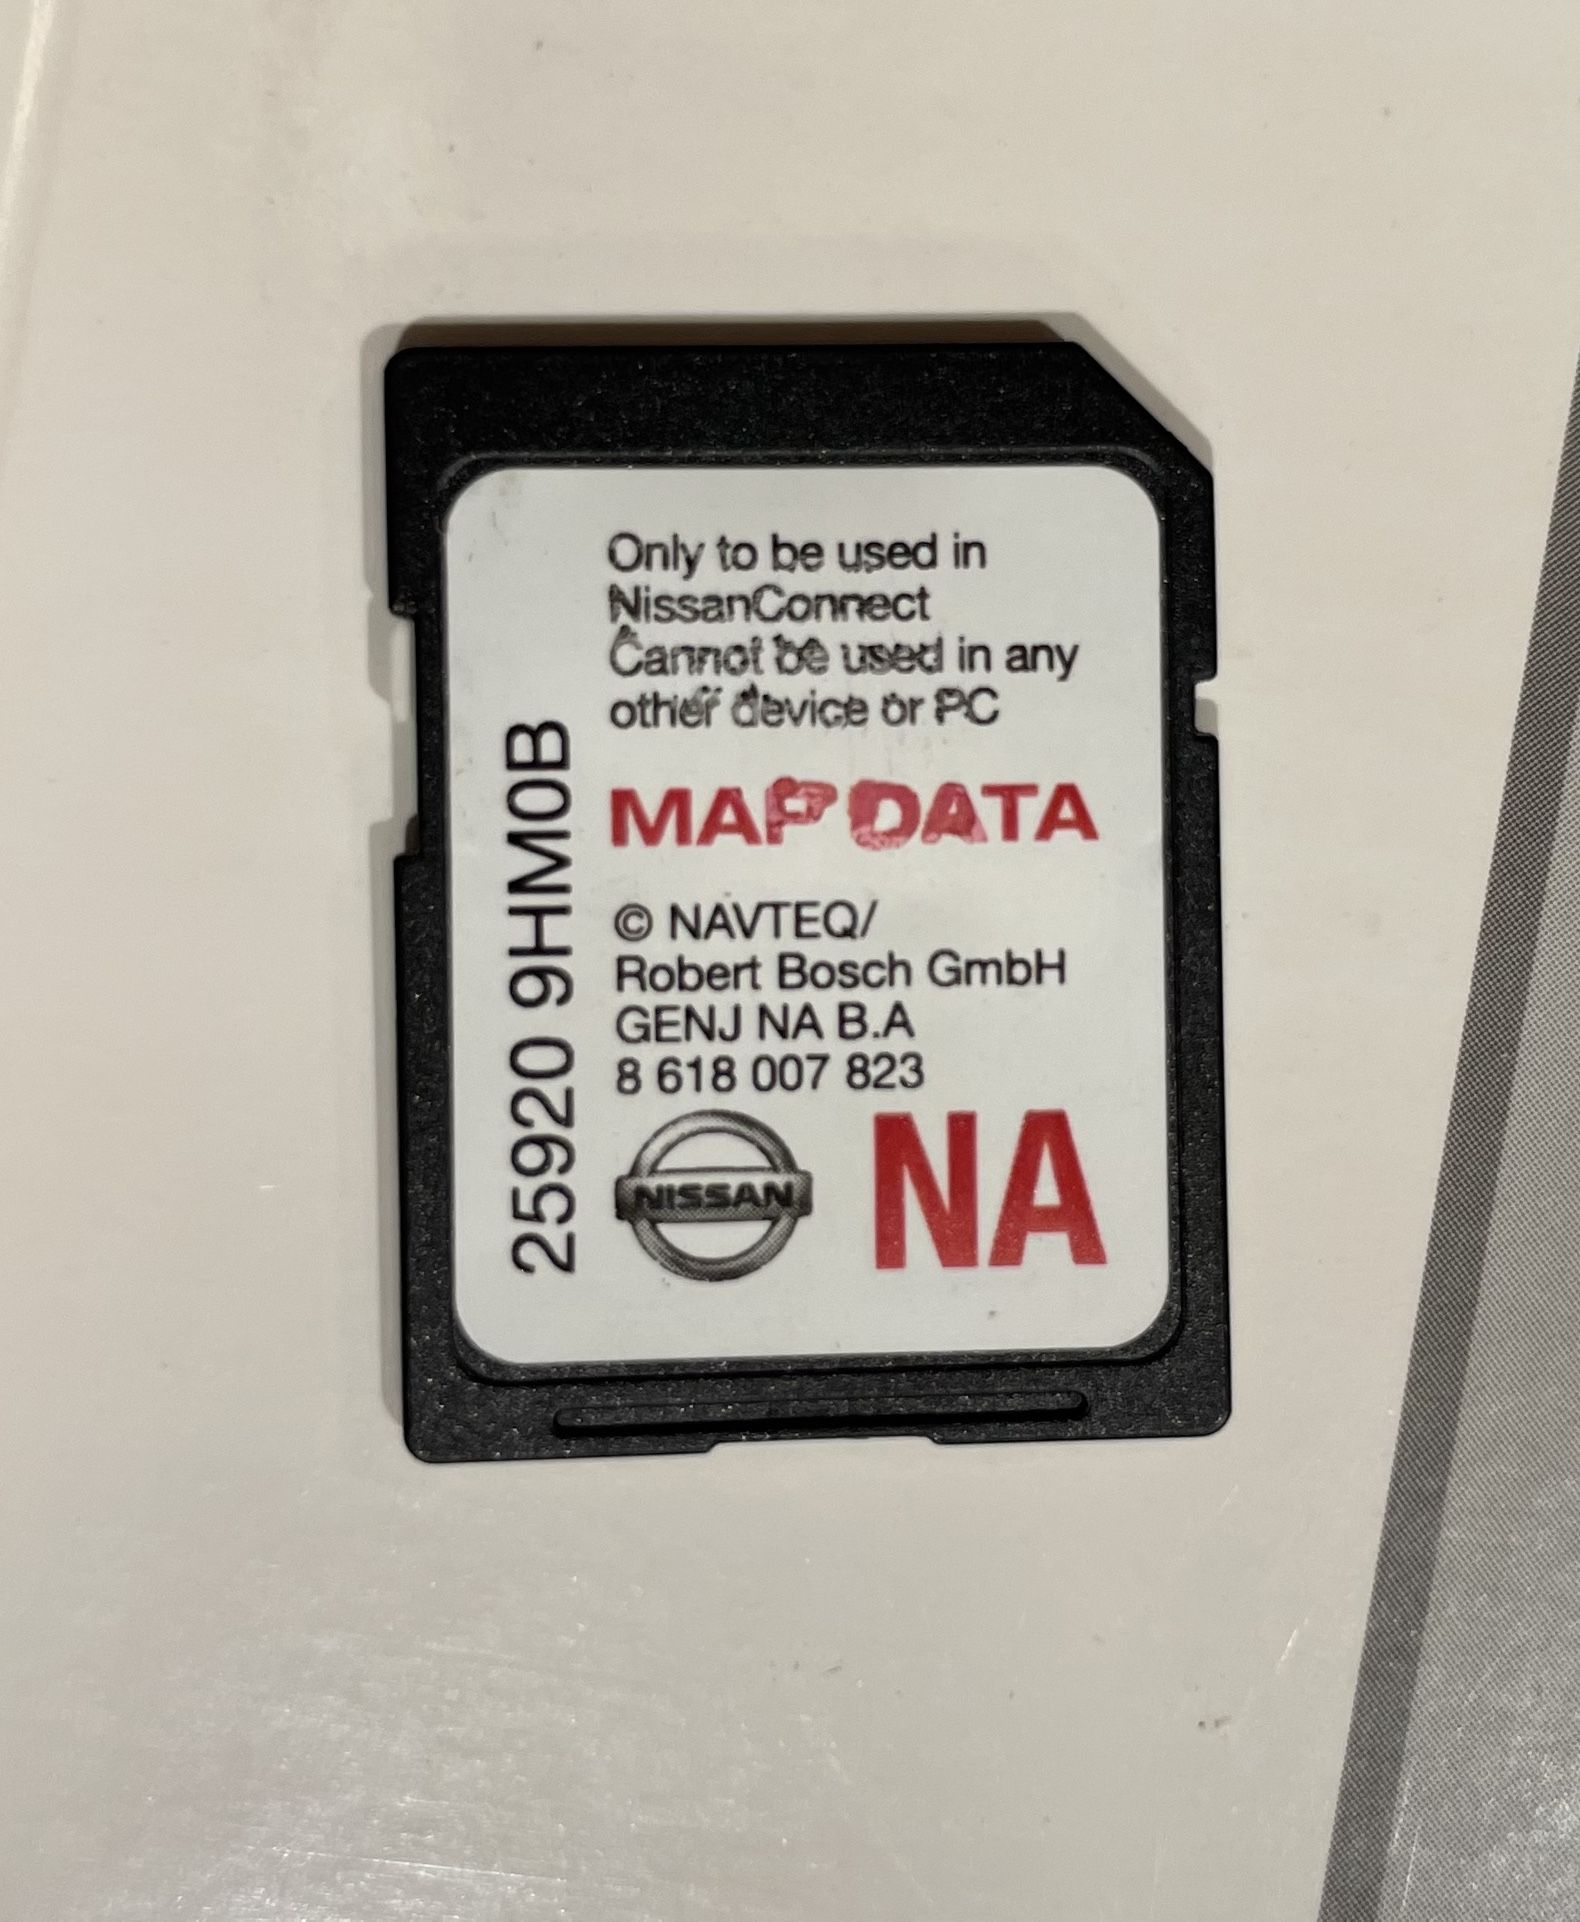 Only to be used in
NissanConnect
Cannot be used in any
other device or PC
MAP DATA
© NAVTEQ/
Robert Bosch GmbH
GENJ NA B.A
8 618 007 823
NISSAN
NA
25920 9HM0B